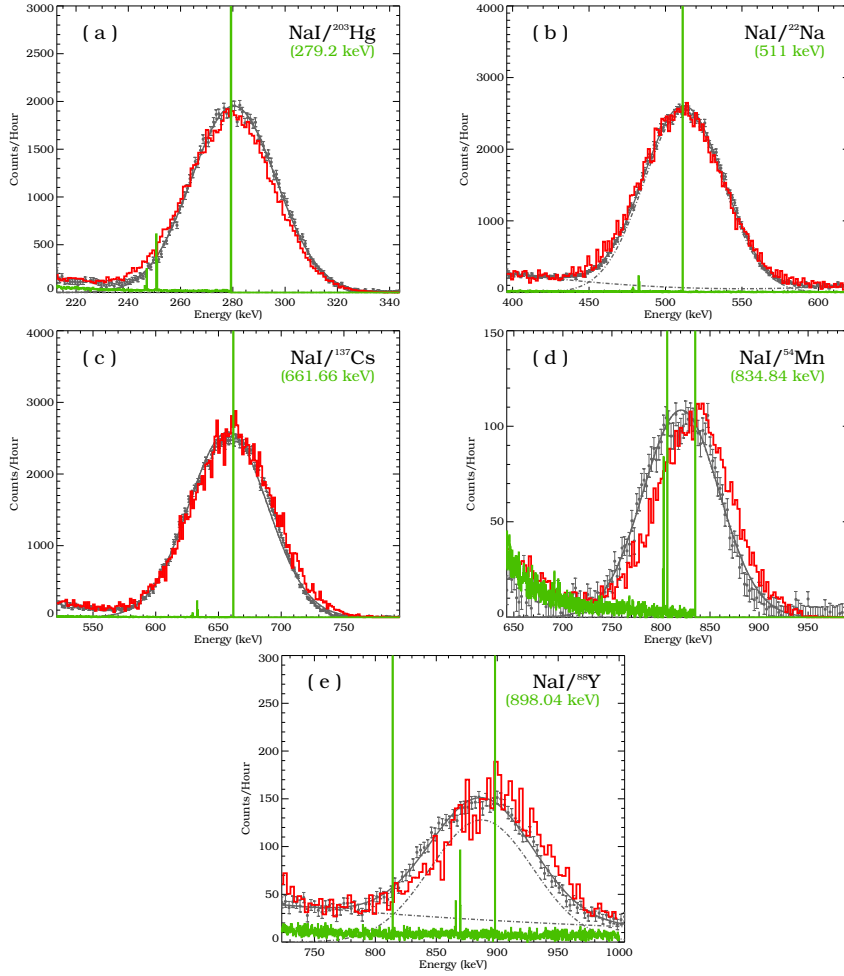 ( a )
NaI/²⁰³Hg
(279.2 keV)
Counts/Hour
3000
2500
2000
1500
1000
500
0
220 240 260 280 300 320 340
Energy (keV)
( b )
NaI/²²Na
(511 keV)
Counts/Hour
4000
3000
2000
1000
0
400 450 500 550 600
Energy (keV)
( c )
NaI/¹³⁷Cs
(661.66 keV)
Counts/Hour
4000
3000
2000
1000
0
550 600 650 700 750
Energy (keV)
( d )
NaI/⁵⁴Mn
(834.84 keV)
Counts/Hour
150
100
50
0
650 700 750 800 850 900 950
Energy (keV)
( e )
NaI/⁸⁸Y
(898.04 keV)
Counts/Hour
300
250
200
150
100
50
0
750 800 850 900 950 1000
Energy (keV)